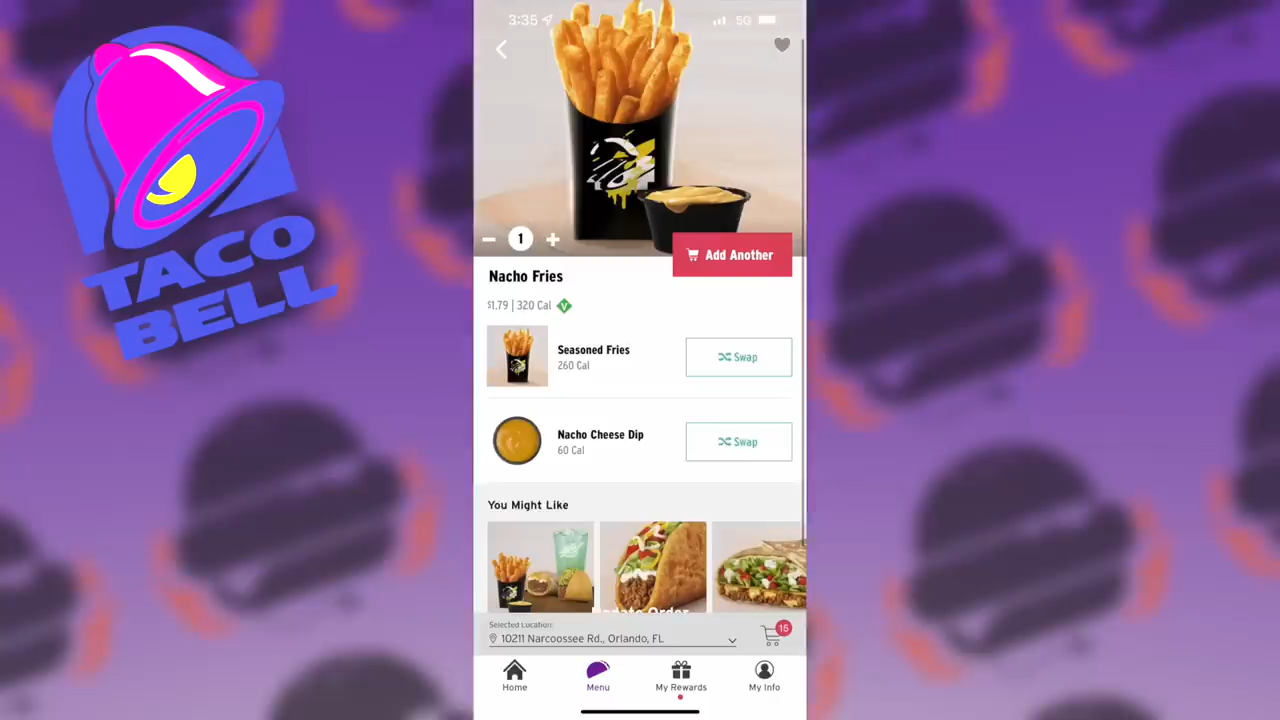 TACO
BELL
3:35
5G
1
Add Another
Nacho Fries
$1.79 | 320 Cal V
Seasoned Fries
260 Cal
Swap
Nacho Cheese Dip
60 Cal
Swap
You Might Like
Update Order
Selected Location:
10211 Narcoossee Rd., Orlando, FL
15
Home
Menu
My Rewards
My Info